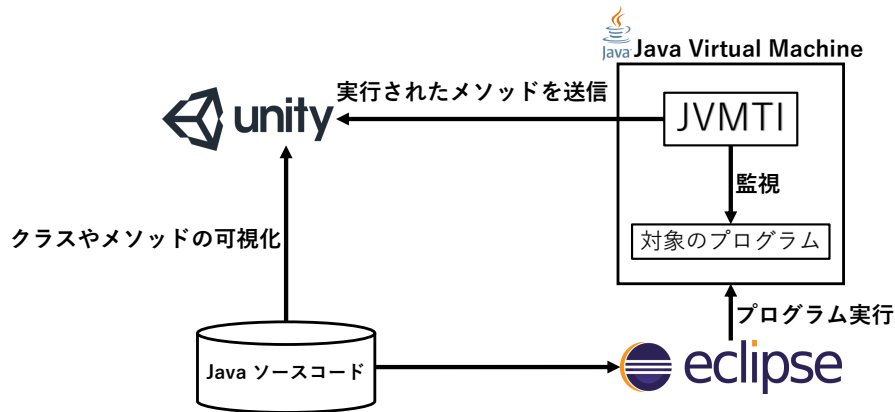 Java Java Virtual Machine
実行されたメソッドを送信
unity
JVMTI
監視
クラスやメソッドの可視化
対象のプログラム
プログラム実行
Java ソースコード
eclipse